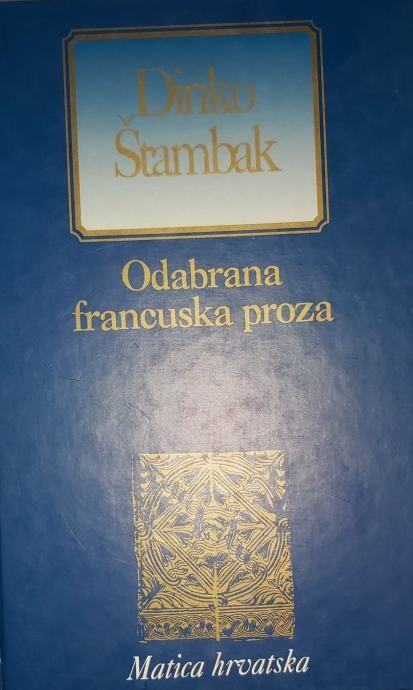 Dinko
Štambak
Odabrana
francuska proza
Matica hrvatska